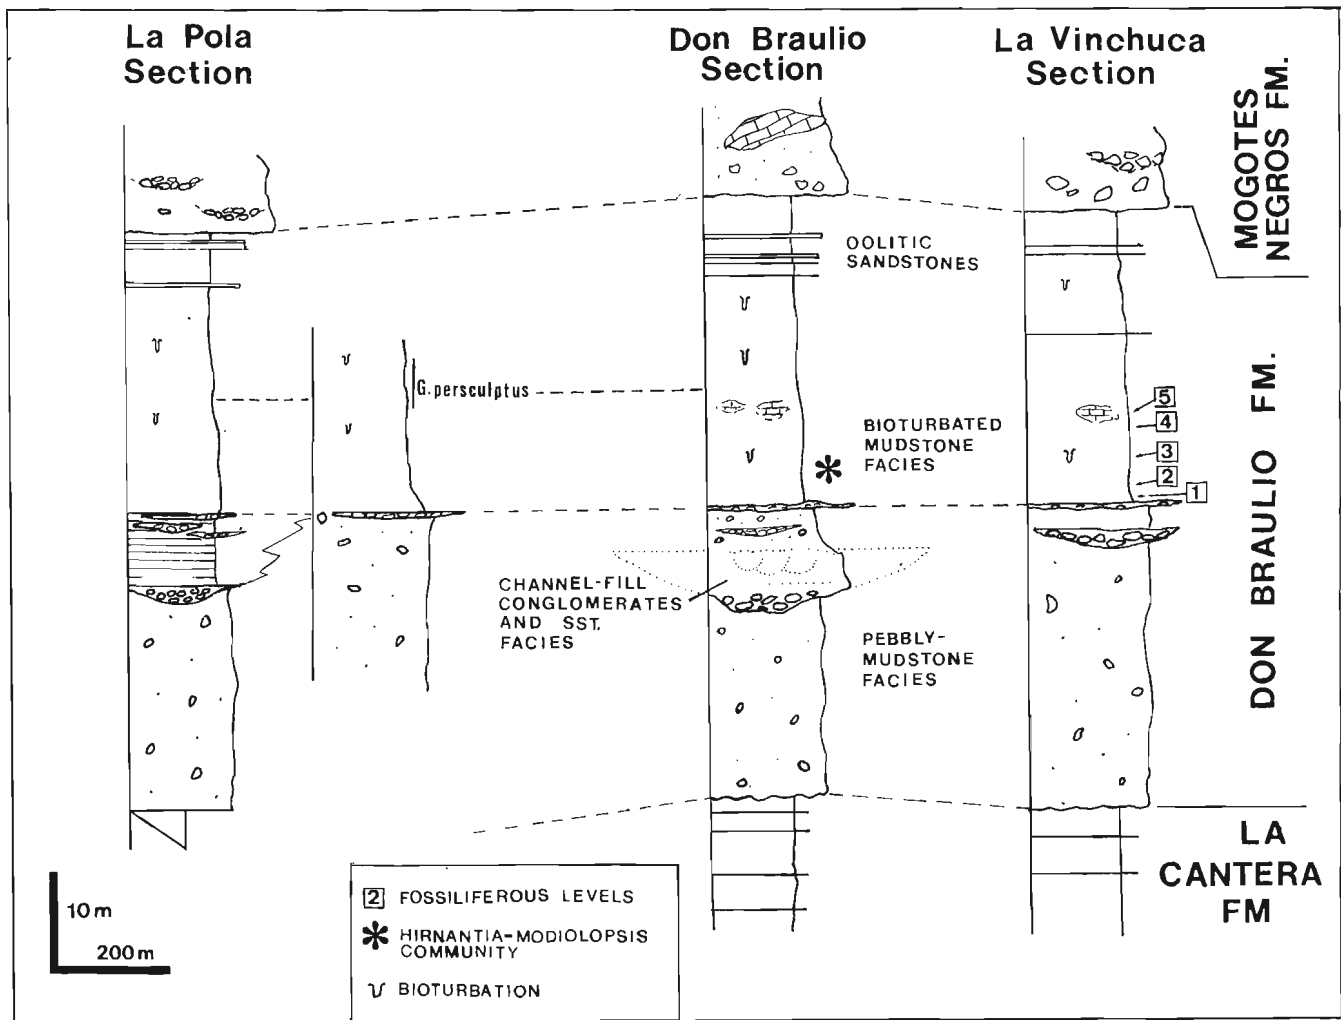 La Pola
Section
Don Braulio
Section
La Vinchuca
Section
MOGOTES
NEGROS FM.
OOLITIC
SANDSTONES
G. persculptus
BIOTURBATED
MUDSTONE
FACIES
5
4
3
2
1
CHANNEL-FILL
CONGLOMERATES
AND SST.
FACIES
PEBBLY-
MUDSTONE
FACIES
DON BRAULIO FM.
LA
CANTERA
FM
10 m
200 m
2 FOSSILIFEROUS LEVELS
HIRNANTIA-MODIOLOPSIS
COMMUNITY
BIOTURBATION